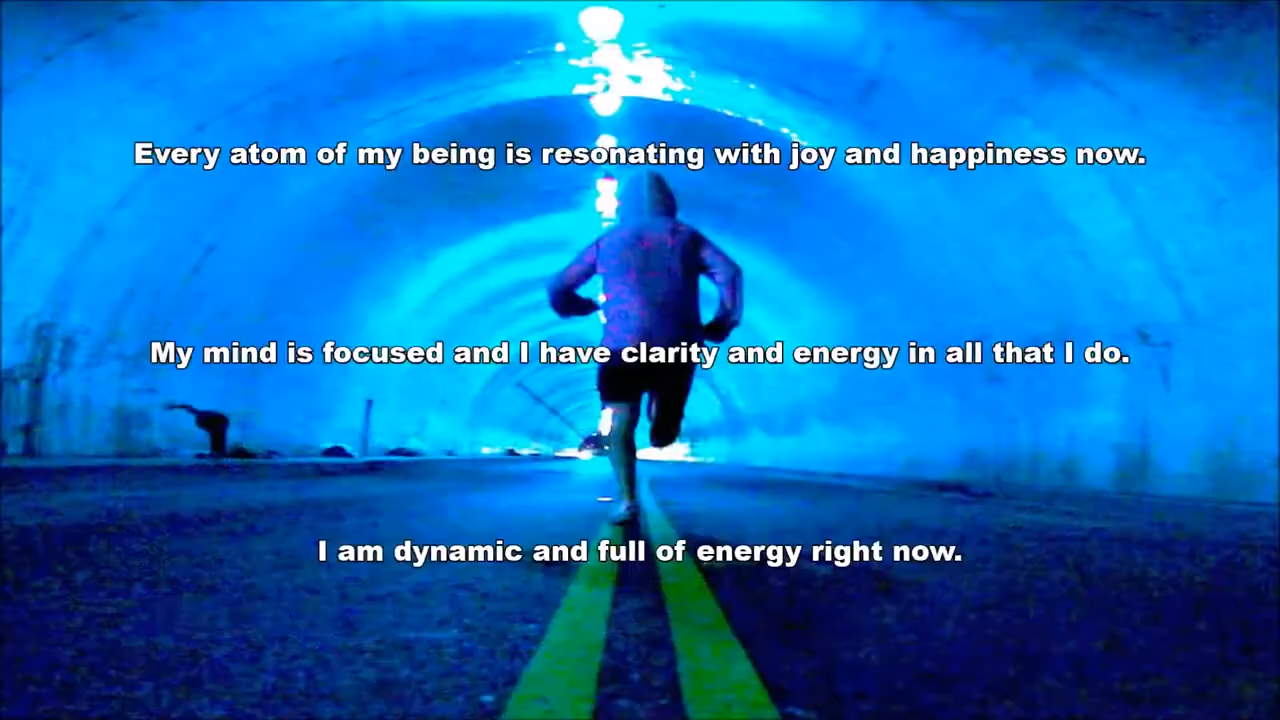 Every atom of my being is resonating with joy and happiness now.
My mind is focused and I have clarity and energy in all that I do.
I am dynamic and full of energy right now.